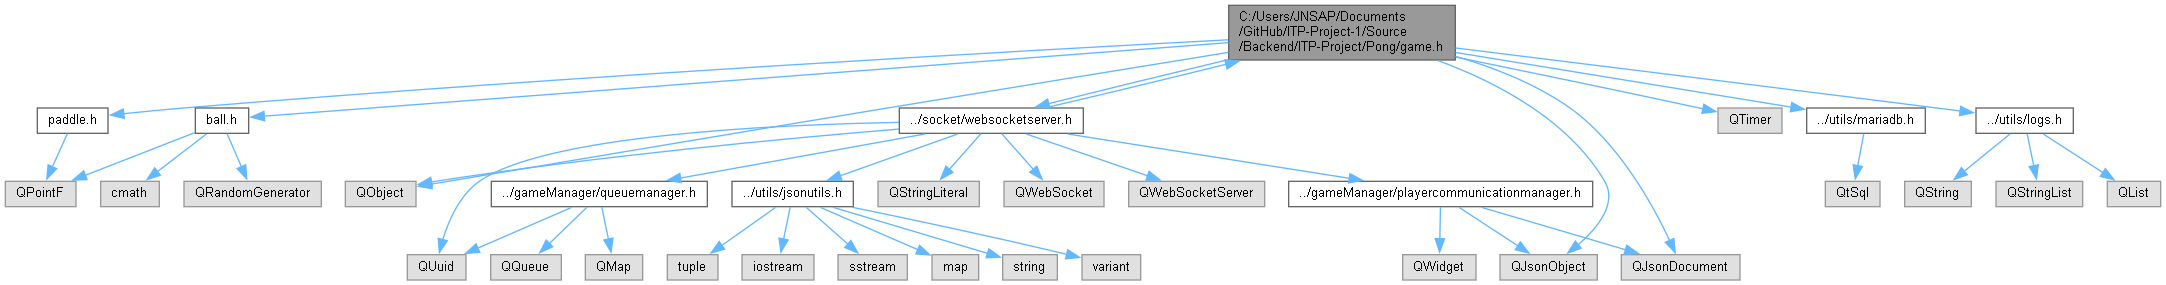 C:/Users/JNSAP/Documents
/GitHub/ITP-Project-1/Source
/Backend/ITP-Project/Pong/game.h
paddle.h
ball.h
../socket/websocketserver.h
QTimer
../utils/mariadb.h
../utils/logs.h
QPointF
cmath
QRandomGenerator
QObject
../gameManager/queuemanager.h
../utils/jsonutils.h
QStringLiteral
QWebSocket
QWebSocketServer
../gameManager/playercommunicationmanager.h
QtSql
QString
QStringList
QList
QUuid
QQueue
QMap
tuple
iostream
sstream
map
string
variant
QWidget
QJsonObject
QJsonDocument